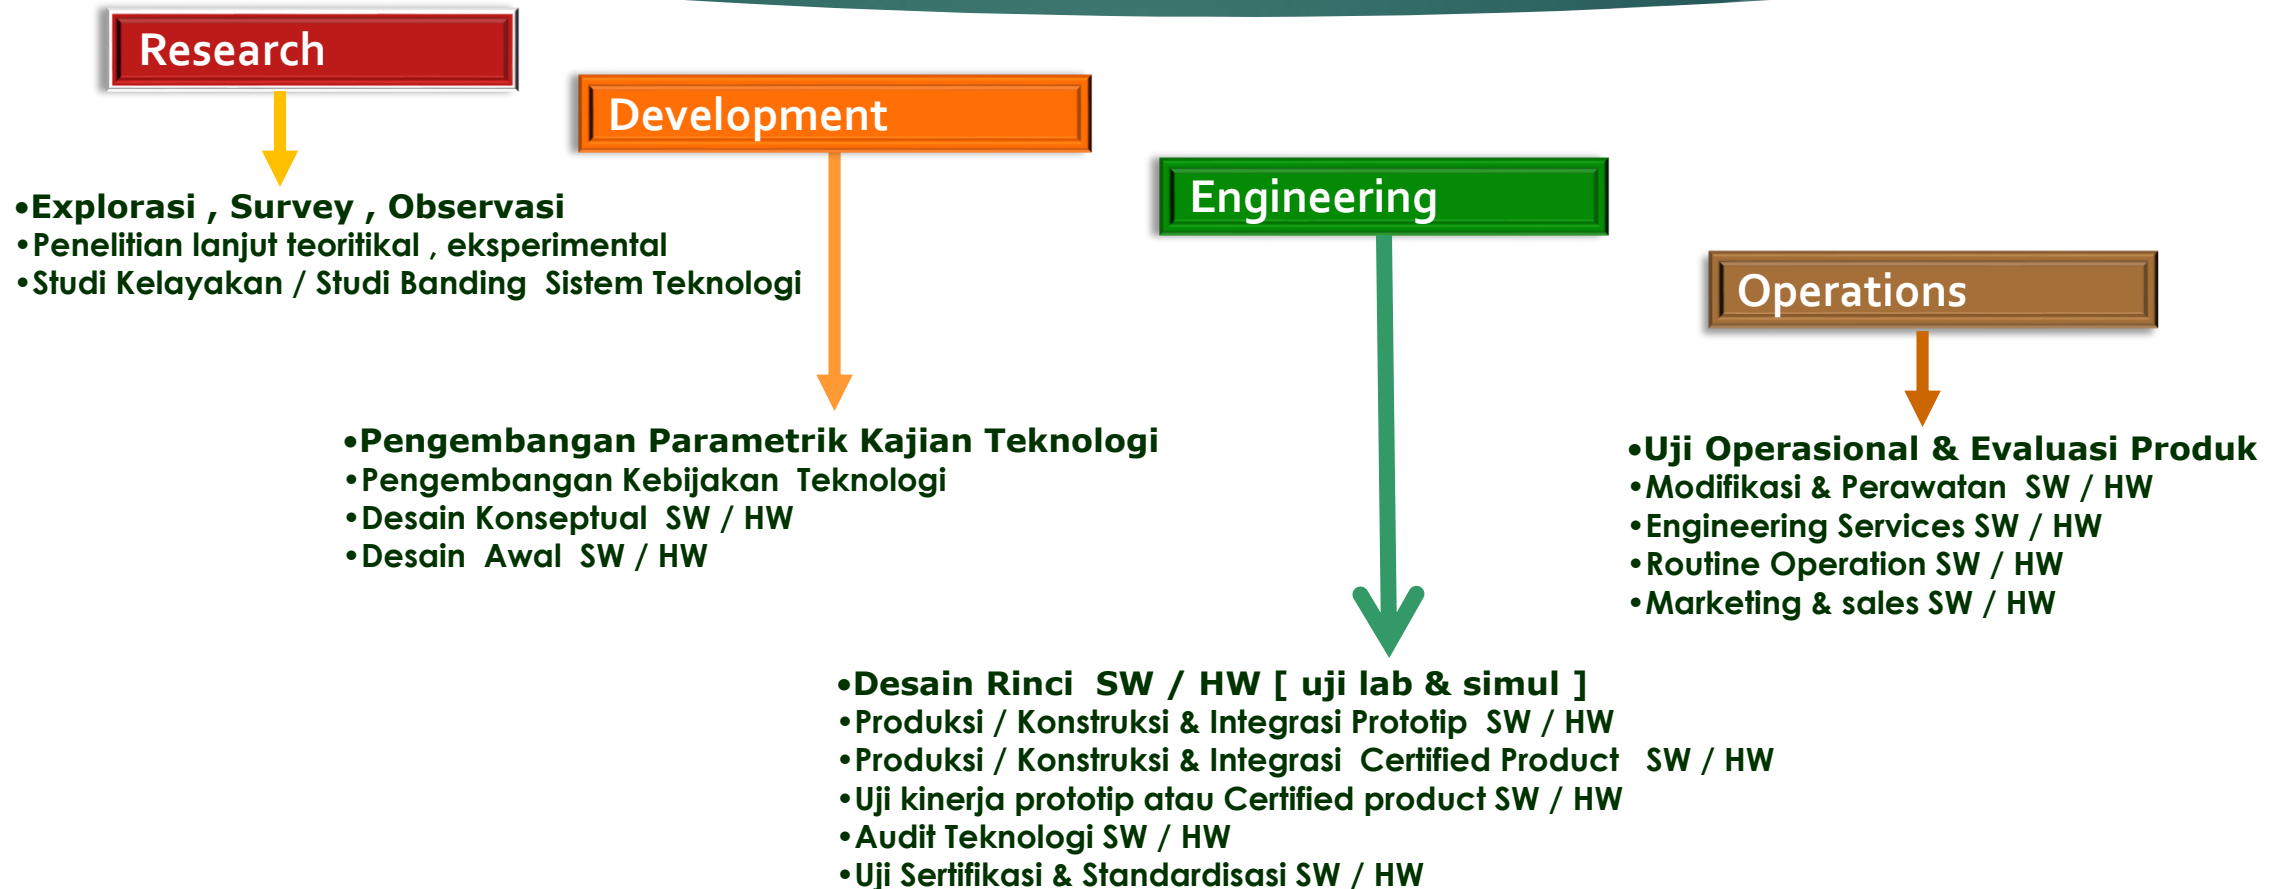 Research
•Explorasi , Survey , Observasi
•Penelitian lanjut teoritikal , eksperimental
•Studi Kelayakan / Studi Banding Sistem Teknologi
Development
•Pengembangan Parametrik Kajian Teknologi
•Pengembangan Kebijakan Teknologi
•Desain Konseptual SW / HW
•Desain Awal SW / HW
Engineering
•Desain Rinci SW / HW [ uji lab & simul ]
•Produksi / Konstruksi & Integrasi Prototip SW / HW
•Produksi / Konstruksi & Integrasi Certified Product SW / HW
•Uji kinerja prototip atau Certified product SW / HW
•Audit Teknologi SW / HW
•Uji Sertifikasi & Standardisasi SW / HW
Operations
•Uji Operasional & Evaluasi Produk
•Modifikasi & Perawatan SW / HW
•Engineering Services SW / HW
•Routine Operation SW / HW
•Marketing & sales SW / HW